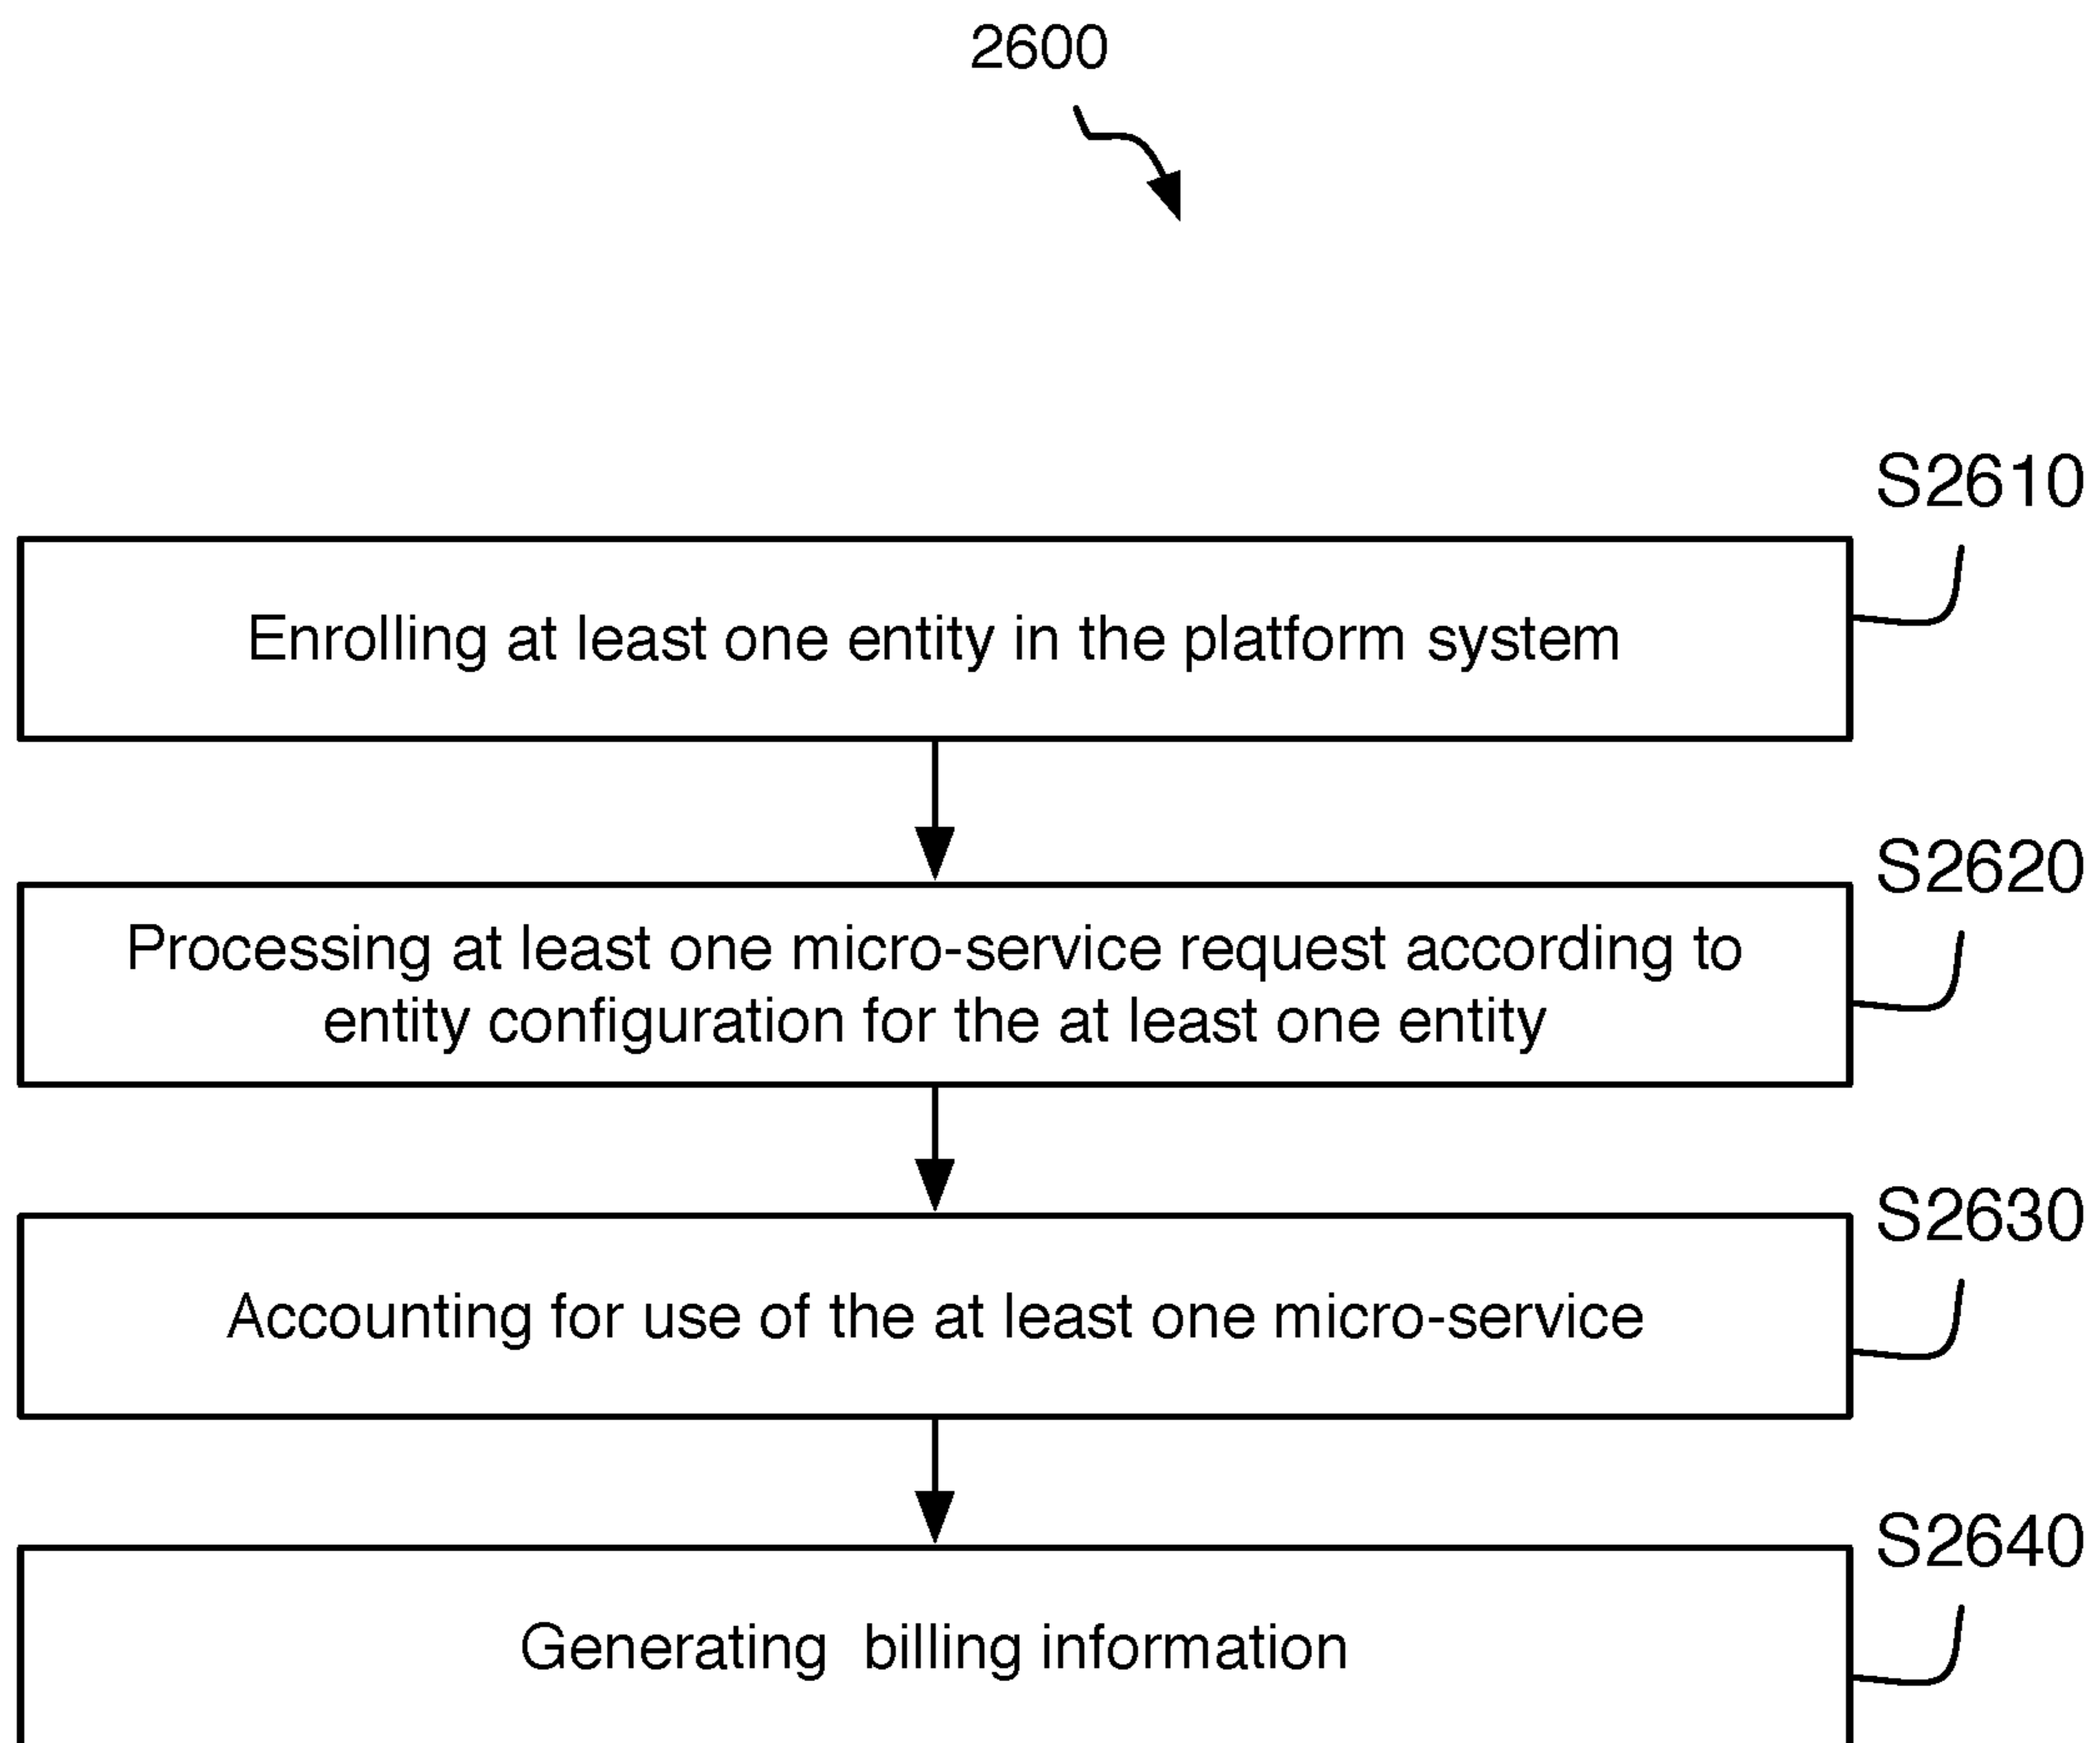 2600
S2610
Enrolling at least one entity in the platform system
S2620
Processing at least one micro-service request according to
entity configuration for the at least one entity
S2630
Accounting for use of the at least one micro-service
S2640
Generating billing information